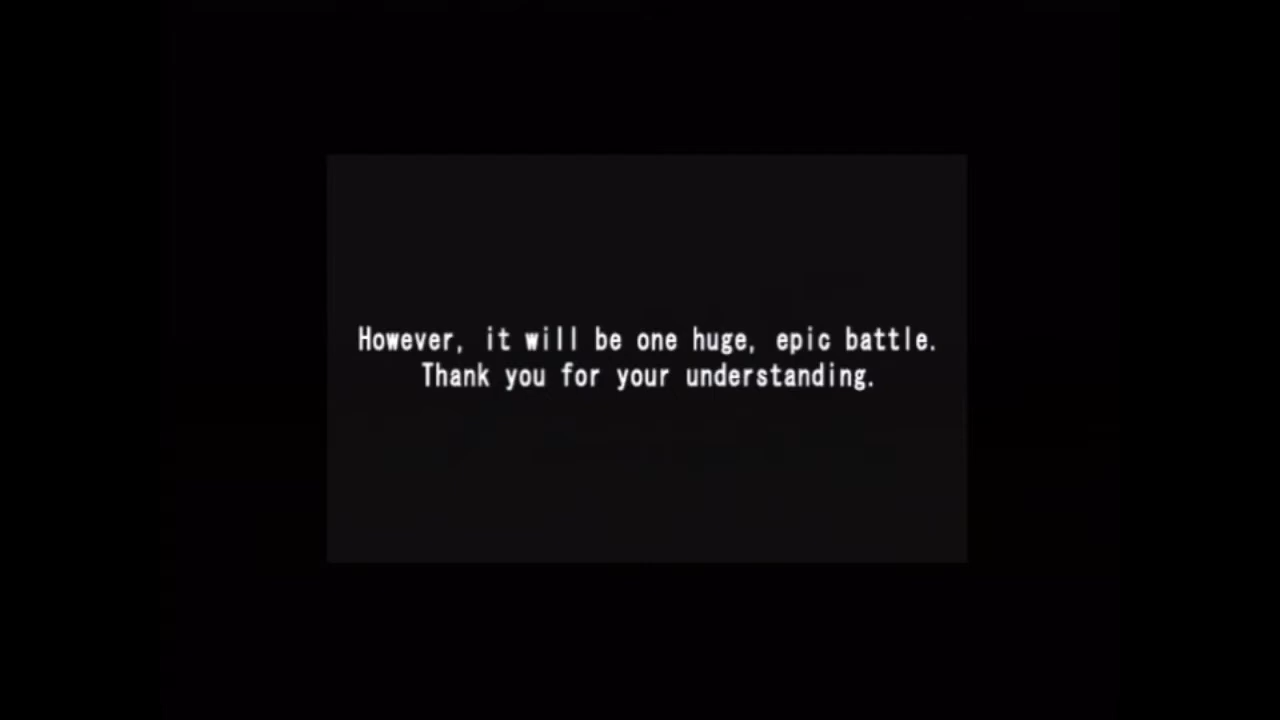 However, it will be one huge, epic battle.
Thank you for your understanding.